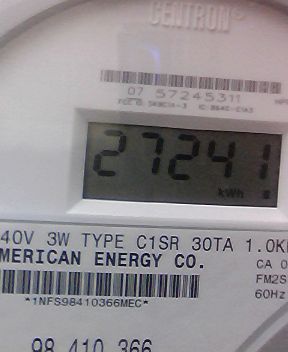 CENTRON®
07 57245311
27241
kWh
40V 3W TYPE C1SR 30TA 1.0K
MERICAN ENERGY CO.
CA 0
FM2S
60Hz
*1NFS98410366MEC*
98 410 366